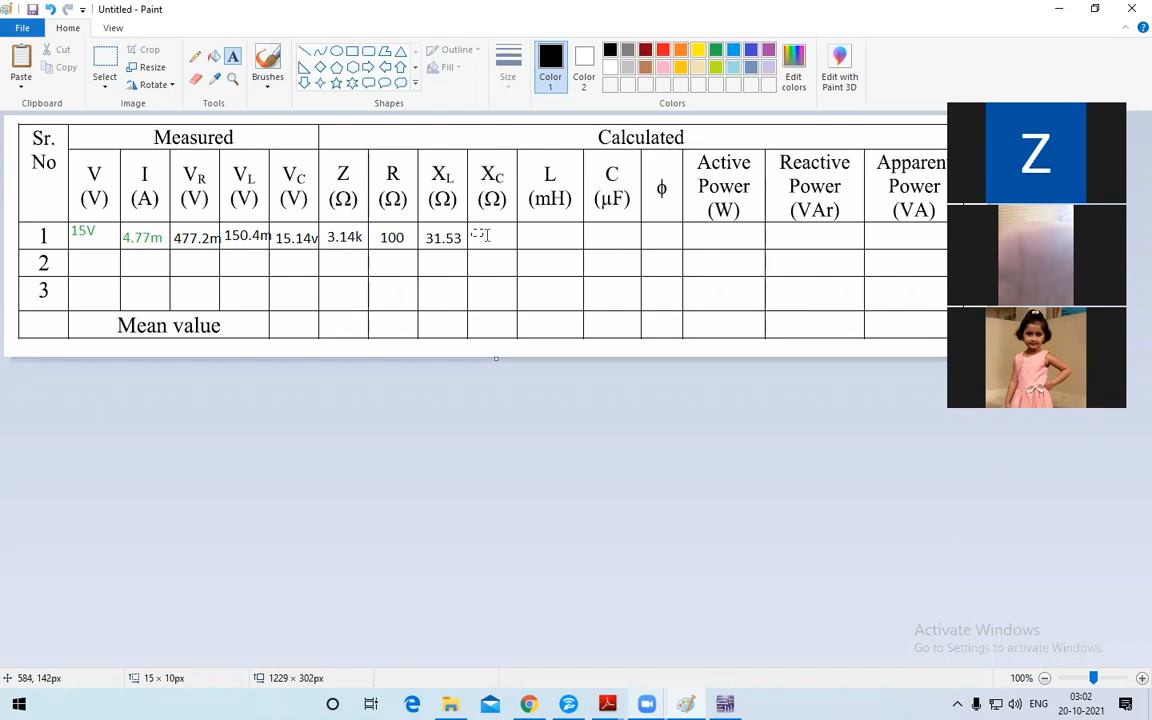 Untitled - Paint
File Home View
Cut
Copy
Paste
Clipboard
Crop
Resize
Rotate
Select
Image
A
Tools
Brushes
Outline
Fill
Shapes
Size
Color 1
Color 2
Edit colors
Colors
Edit with Paint 3D
Sr. No
Measured
Calculated
V (V)
I (A)
VR (V)
VL (V)
VC (V)
Z (Ω)
R (Ω)
XL (Ω)
XC (Ω)
L (mH)
C (µF)
ϕ
Active Power (W)
Reactive Power (VAr)
Apparent Power (VA)
1 15V 4.77m 477.2m 150.4m 15.14v 3.14k 100 31.53
2
3
Mean value
Z
Activate Windows
Go to Settings to activate Windows.
584, 142px
15 × 10px
1229 × 302px
100%
ENG
03:02
20-10-2021